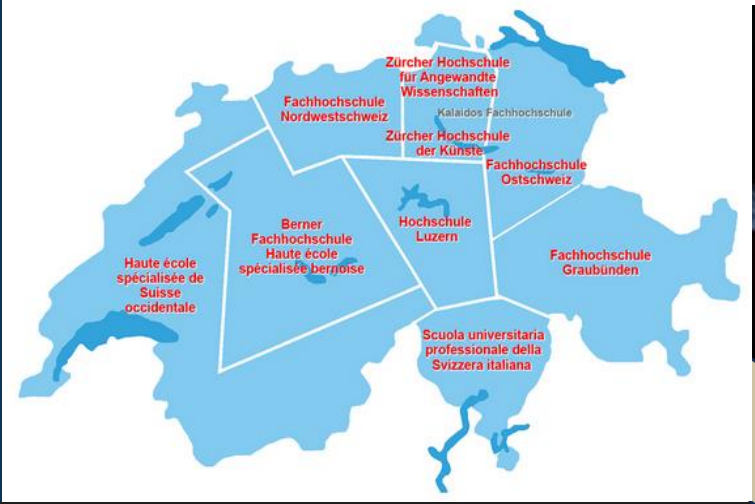 Zürcher Hochschule
für Angewandte
Wissenschaften
Fachhochschule
Nordwestschweiz
Kalaidos Fachhochschule
Zürcher Hochschule
der Künste
Fachhochschule
Ostschweiz
Berner
Fachhochschule
Haute école
spécialisée bernoise
Hochschule
Luzern
Haute école
spécialisée de
Suisse
occidentale
Fachhochschule
Graubünden
Scuola universitaria
professionale della
Svizzera italiana